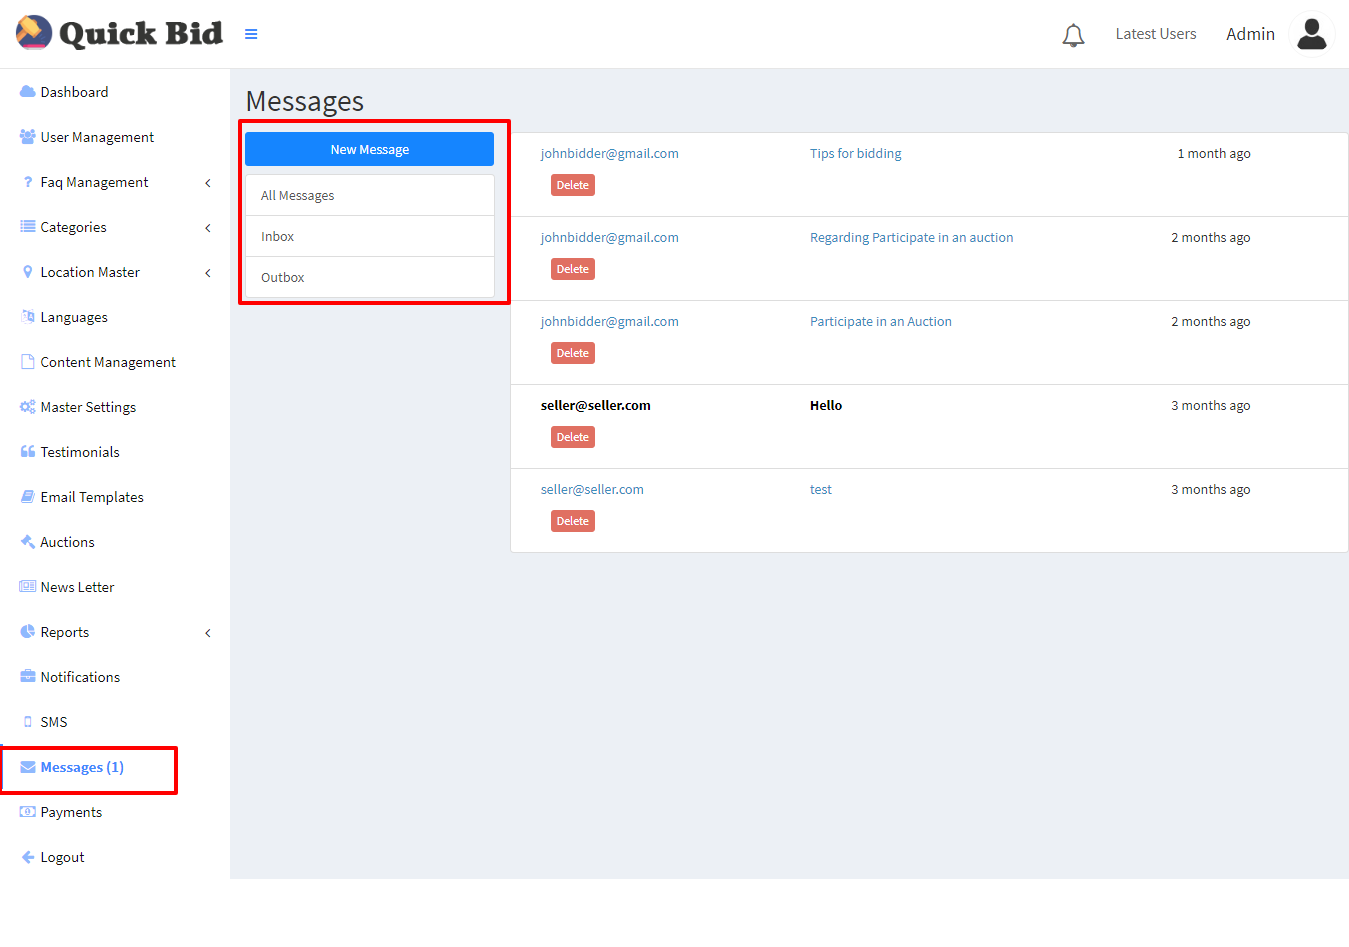 Quick Bid
Latest Users
Admin
Dashboard
User Management
Faq Management
Categories
Location Master
Languages
Content Management
Master Settings
Testimonials
Email Templates
Auctions
News Letter
Reports
Notifications
SMS
Messages (1)
Payments
Logout
Messages
New Message
All Messages
Inbox
Outbox
johnbidder@gmail.com Tips for bidding 1 month ago
Delete
johnbidder@gmail.com Regarding Participate in an auction 2 months ago
Delete
johnbidder@gmail.com Participate in an Auction 2 months ago
Delete
seller@seller.com Hello 3 months ago
Delete
seller@seller.com test 3 months ago
Delete